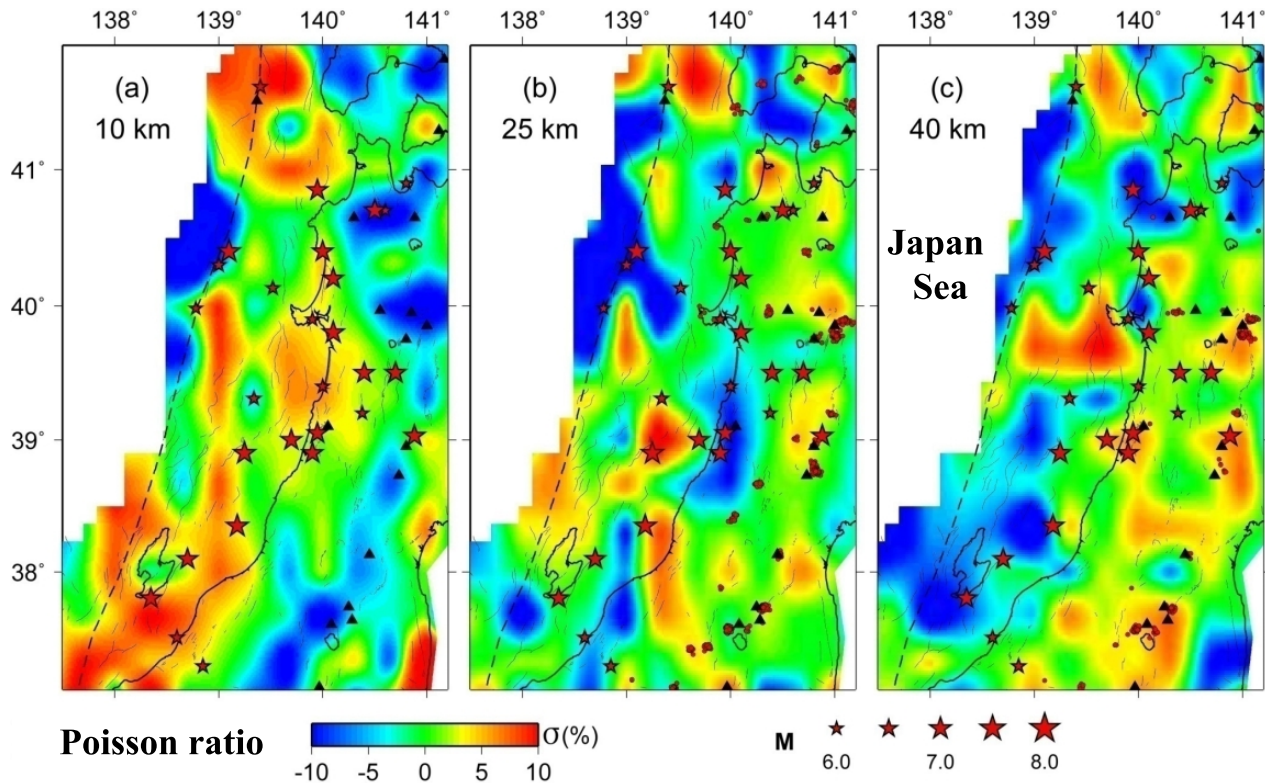 138˚ 139˚ 140˚ 141˚ 138˚ 139˚ 140˚ 141˚ 138˚ 139˚ 140˚ 141˚
(a) (b) (c)
10 km 25 km 40 km
41˚
Japan
Sea
40˚
39˚
38˚
Poisson ratio
σ(%)
-10 -5 0 5 10
M
6.0 7.0 8.0